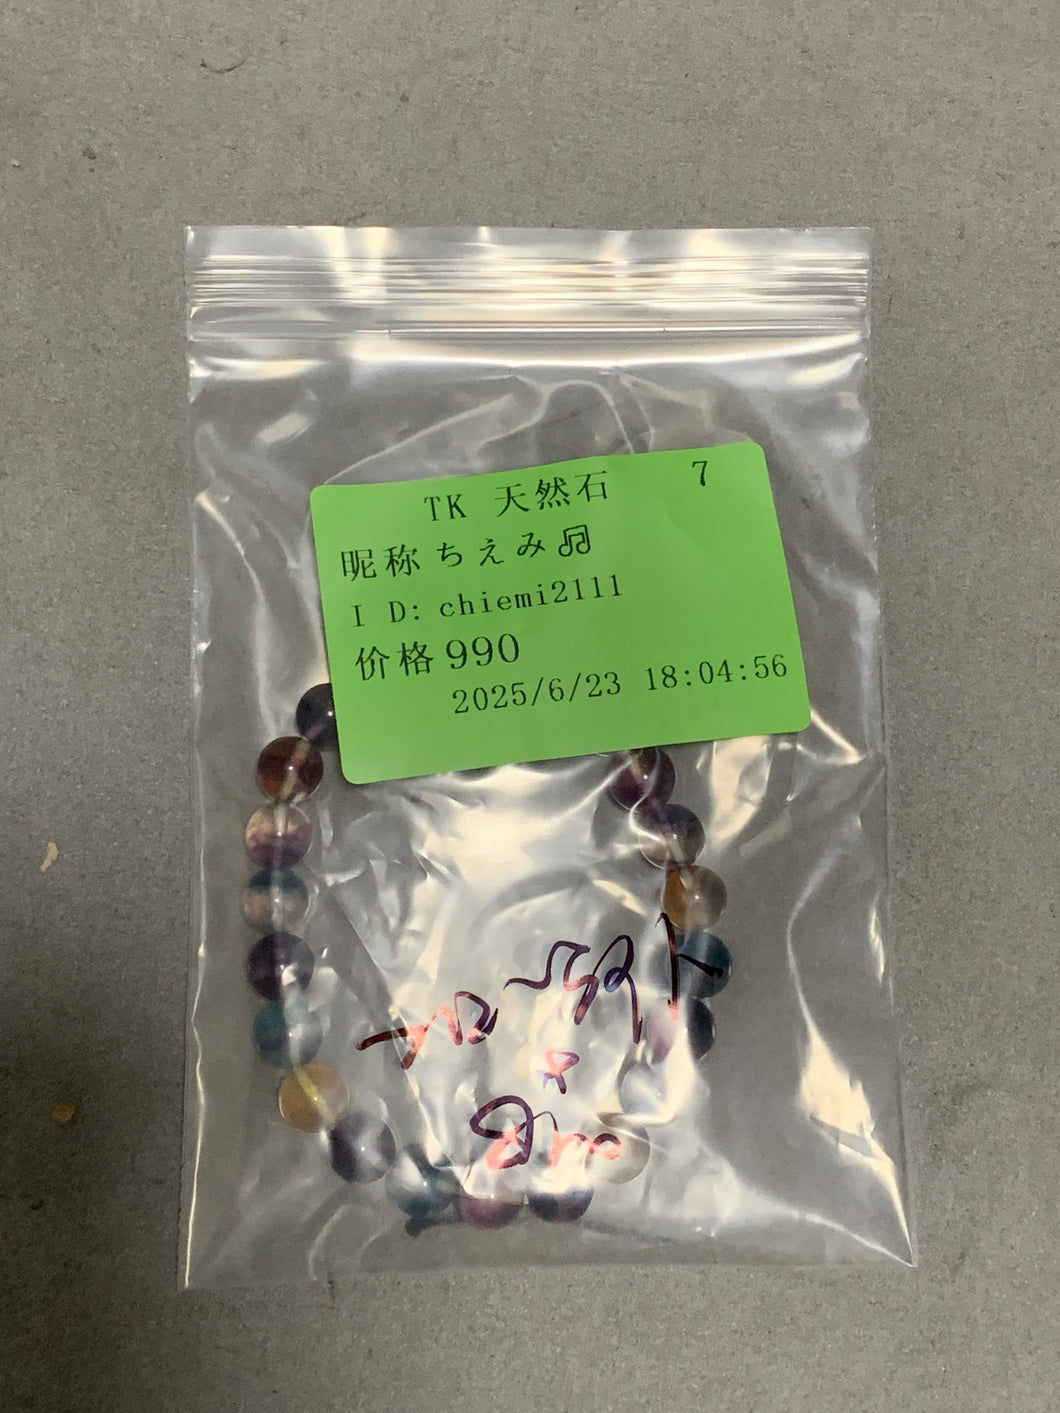 TK 天然石 7
昵称 ちえみ🎵
I D: chiemi2111
价格 990
2025/6/23 18:04:56